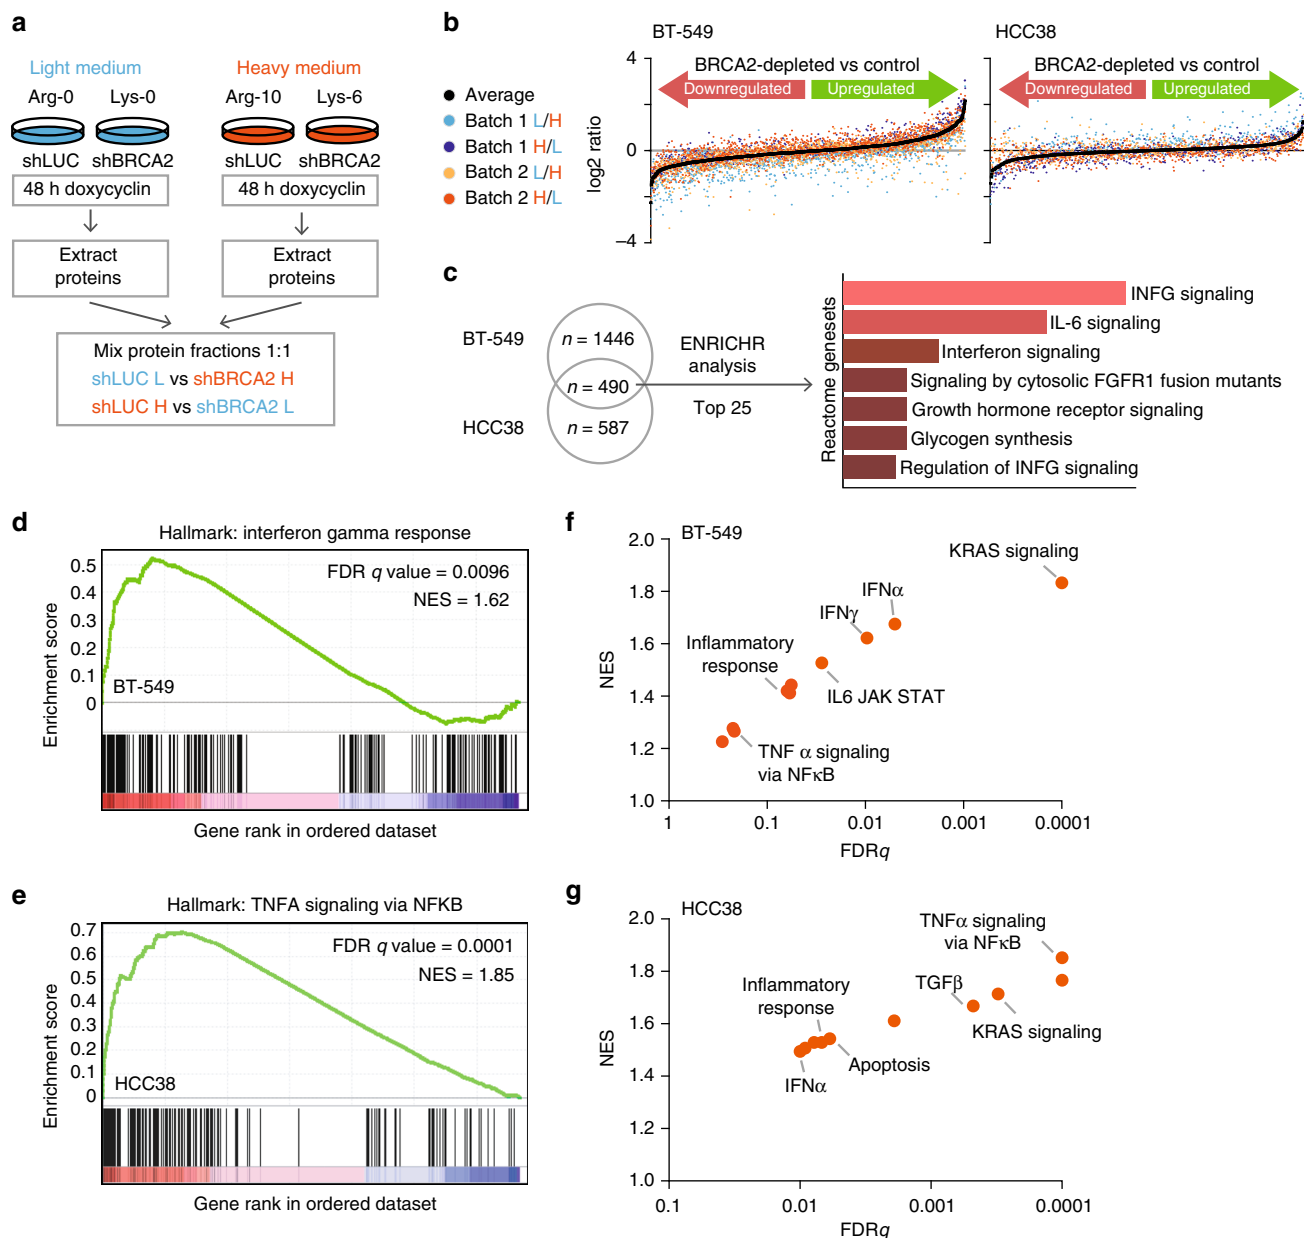 a
Light medium
Heavy medium
Arg-0
Lys-0
Arg-10
Lys-6
shLUC
shBRCA2
shLUC
shBRCA2
48 h doxycyclin
48 h doxycyclin
Extract
proteins
Extract
proteins
Mix protein fractions 1:1
shLUC L vs shBRCA2 H
shLUC H vs shBRCA2 L
b
Average
Batch 1 L/H
Batch 1 H/L
Batch 2 L/H
Batch 2 H/L
BT-549
HCC38
4
0
−4
log2 ratio
BRCA2-depleted vs control
Downregulated
Upregulated
BRCA2-depleted vs control
Downregulated
Upregulated
c
BT-549
HCC38
n = 1446
n = 490
n = 587
ENRICHR
analysis
Top 25
Reactome genesets
INFG signaling
IL-6 signaling
Interferon signaling
Signaling by cytosolic FGFR1 fusion mutants
Growth hormone receptor signaling
Glycogen synthesis
Regulation of INFG signaling
d
Hallmark: interferon gamma response
FDR q value = 0.0096
NES = 1.62
0.5
0.4
0.3
0.2
0.1
0
Enrichment score
BT-549
Gene rank in ordered dataset
e
Hallmark: TNFA signaling via NFKB
FDR q value = 0.0001
NES = 1.85
0.7
0.6
0.5
0.4
0.3
0.2
0.1
0
Enrichment score
HCC38
Gene rank in ordered dataset
f
BT-549
2.0
1.8
1.6
1.4
1.2
1.0
NES
KRAS signaling
IFNα
IFNγ
Inflammatory
response
IL6 JAK STAT
TNF α signaling
via NFκB
1
0.1
0.01
0.001
0.0001
FDRq
g
HCC38
2.0
1.8
1.6
1.4
1.2
1.0
NES
TNFα signaling
via NFκB
TGFβ
KRAS signaling
Inflammatory
response
Apoptosis
IFNα
0.1
0.01
0.001
0.0001
FDRq